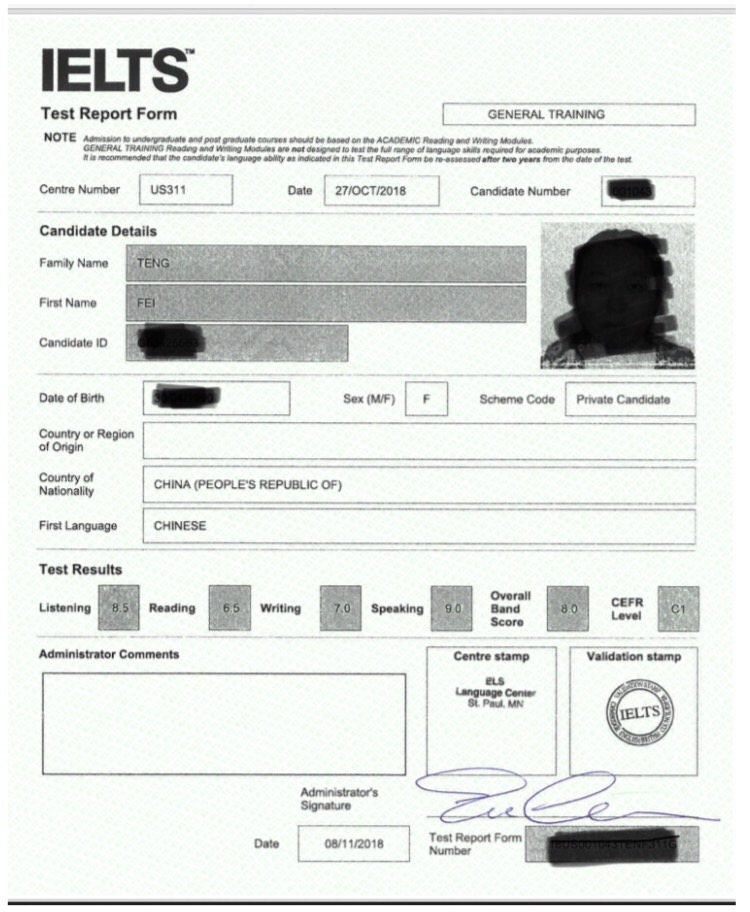 IELTS™
Test Report Form
GENERAL TRAINING
NOTE Admission to undergraduate and post graduate courses should be based on the ACADEMIC Reading and Writing Modules.
GENERAL TRAINING Reading and Writing Modules are not designed to test the full range of language skills required for academic purposes.
It is recommended that the candidate's language ability as indicated in this Test Report Form be re-assessed after two years from the date of the test.
Centre Number US311 Date 27/OCT/2018 Candidate Number
Candidate Details
Family Name TENG
First Name FEI
Candidate ID
Date of Birth Sex (M/F) F Scheme Code Private Candidate
Country or Region
of Origin
Country of
Nationality
CHINA (PEOPLE'S REPUBLIC OF)
First Language CHINESE
Test Results
Listening 8.5 Reading 6.5 Writing 7.0 Speaking 9.0 Overall Band Score 8.0 CEFR Level C1
Administrator Comments
Centre stamp
ELS
Language Center
St. Paul, MN
Validation stamp
IELTS
Administrator's
Signature
Date 08/11/2018
Test Report Form
Number